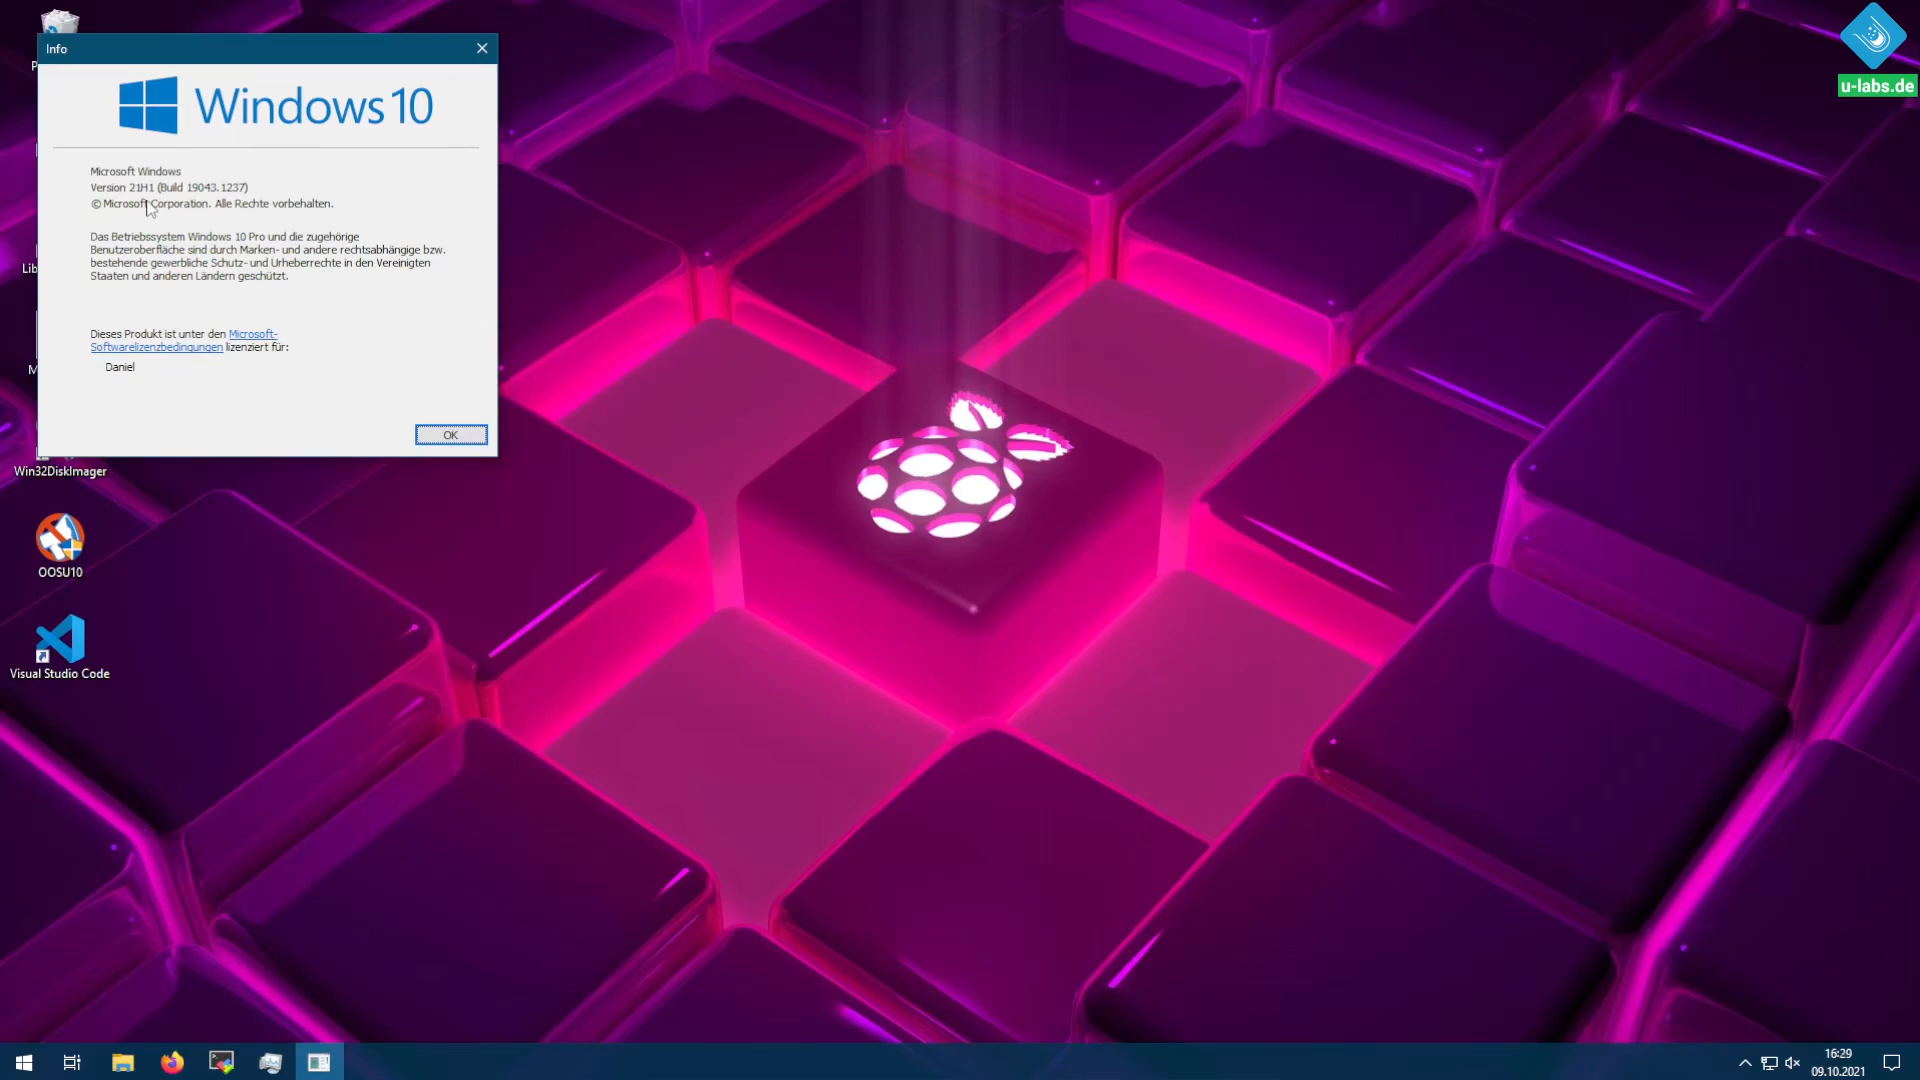 Info
Windows 10
Microsoft Windows
Version 21H1 (Build 19043.1237)
© Microsoft Corporation. Alle Rechte vorbehalten.
Das Betriebssystem Windows 10 Pro und die zugehörige
Benutzeroberfläche sind durch Marken- und andere rechtsabhängige bzw.
bestehende gewerbliche Schutz- und Urheberrechte in den Vereinigten
Staaten und anderen Ländern geschützt.
Dieses Produkt ist unter den Microsoft-
Softwarelizenzbedingungen lizenziert für:
Daniel
OK
u-labs.de
Win32DiskImager
OOSU10
Visual Studio Code
16:29
09.10.2021